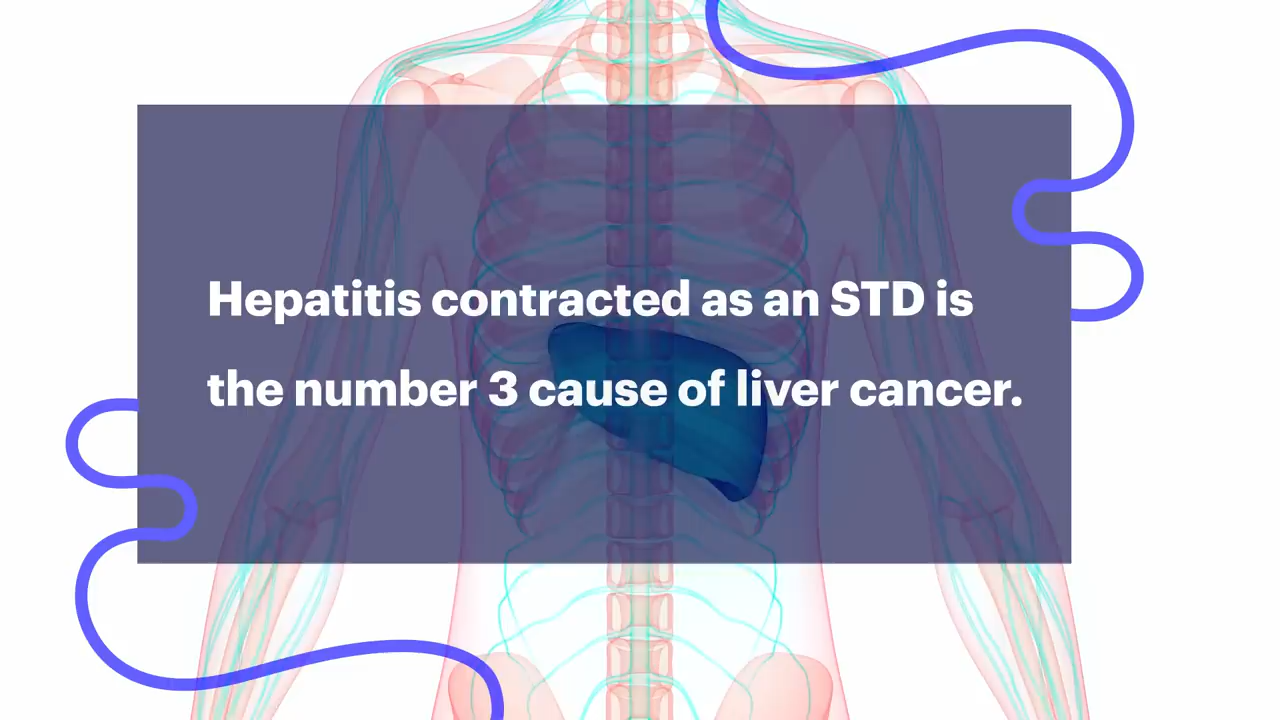 Hepatitis contracted as an STD is
the number 3 cause of liver cancer.